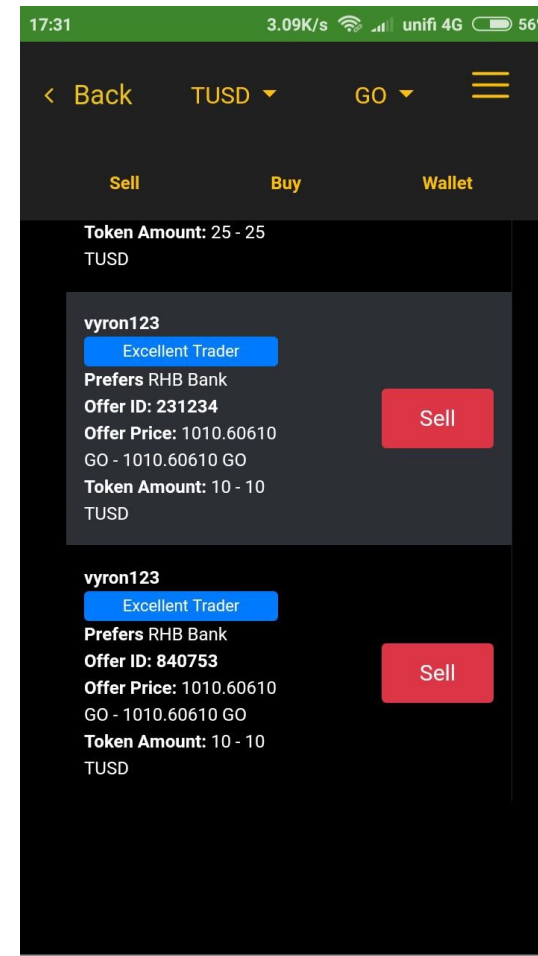 17:31 3.09K/s unifi 4G 56
< Back TUSD GO
Sell Buy Wallet
Token Amount: 25 - 25
TUSD
vyron123
Excellent Trader
Prefers RHB Bank
Offer ID: 231234
Offer Price: 1010.60610
GO - 1010.60610 GO
Token Amount: 10 - 10
TUSD
Sell
vyron123
Excellent Trader
Prefers RHB Bank
Offer ID: 840753
Offer Price: 1010.60610
GO - 1010.60610 GO
Token Amount: 10 - 10
TUSD
Sell